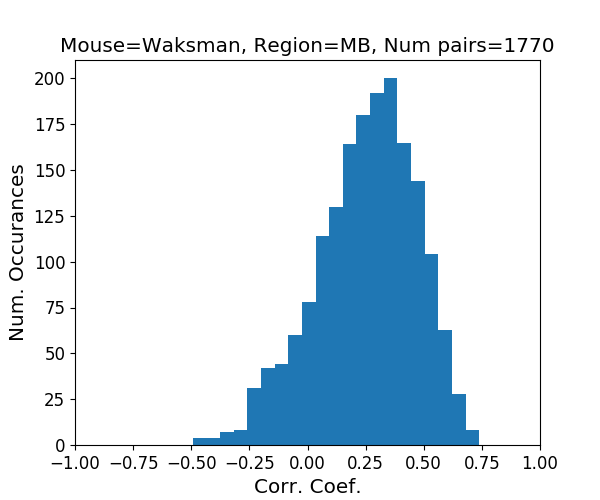 Mouse=Waksman, Region=MB, Num pairs=1770
Num. Occurances
200
175
150
125
100
75
50
25
0
−1.00 −0.75 −0.50 −0.25 0.00 0.25 0.50 0.75 1.00
Corr. Coef.